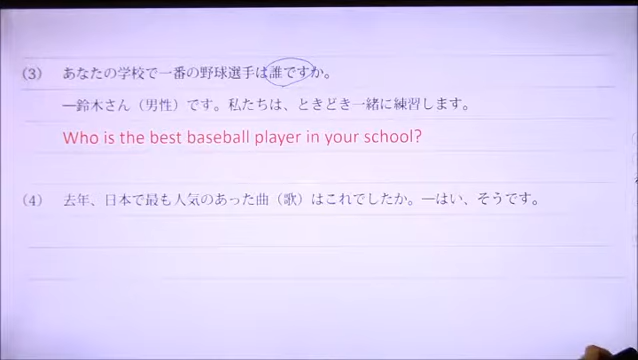 (3) あなたの学校で一番の野球選手は誰ですか。
―鈴木さん(男性)です。私たちは、ときどき一緒に練習します。
Who is the best baseball player in your school?
(4) 去年、日本で最も人気のあった曲(歌)はこれでしたか。―はい、そうです。